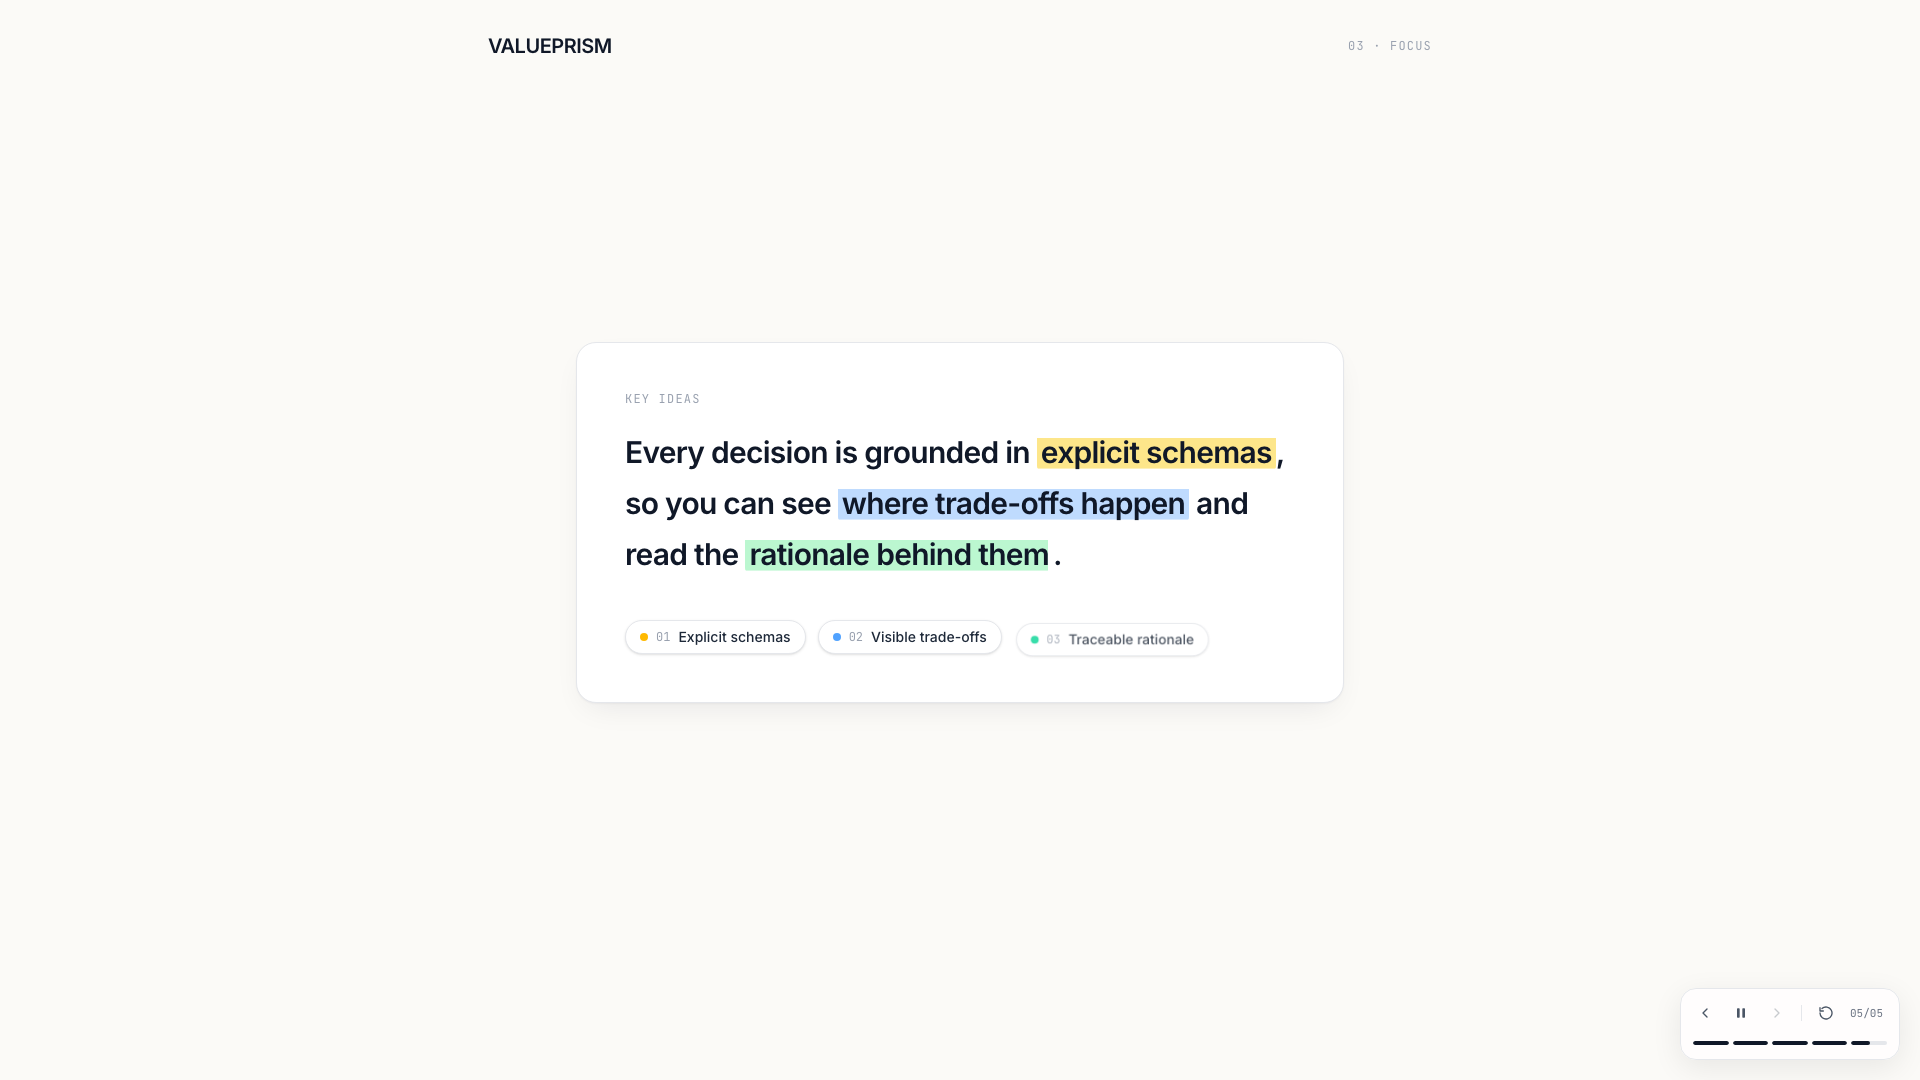 VALUEPRISM
03 · FOCUS
KEY IDEAS
Every decision is grounded in explicit schemas,
so you can see where trade-offs happen and
read the rationale behind them.
01 Explicit schemas
02 Visible trade-offs
03 Traceable rationale
05/05